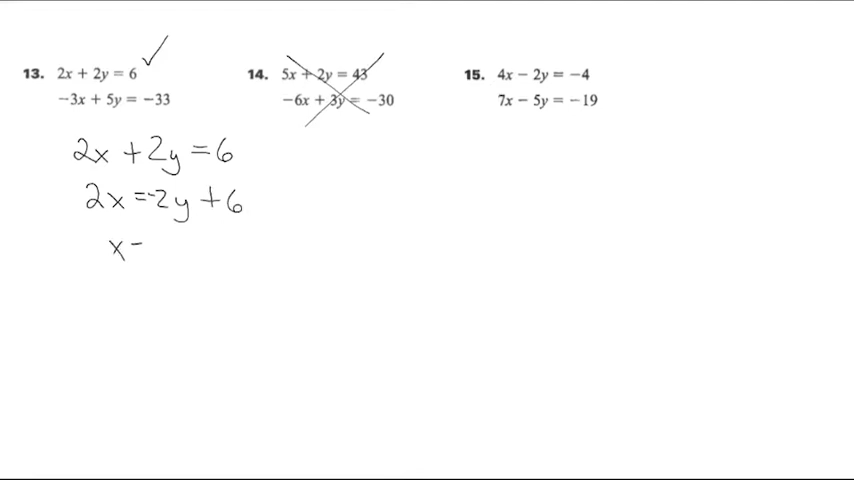 13. 2x + 2y = 6
−3x + 5y = −33
14. 5x + 2y = 43
−6x + 3y = −30
15. 4x − 2y = −4
7x − 5y = −19
2x + 2y = 6
2x = -2y + 6
x -